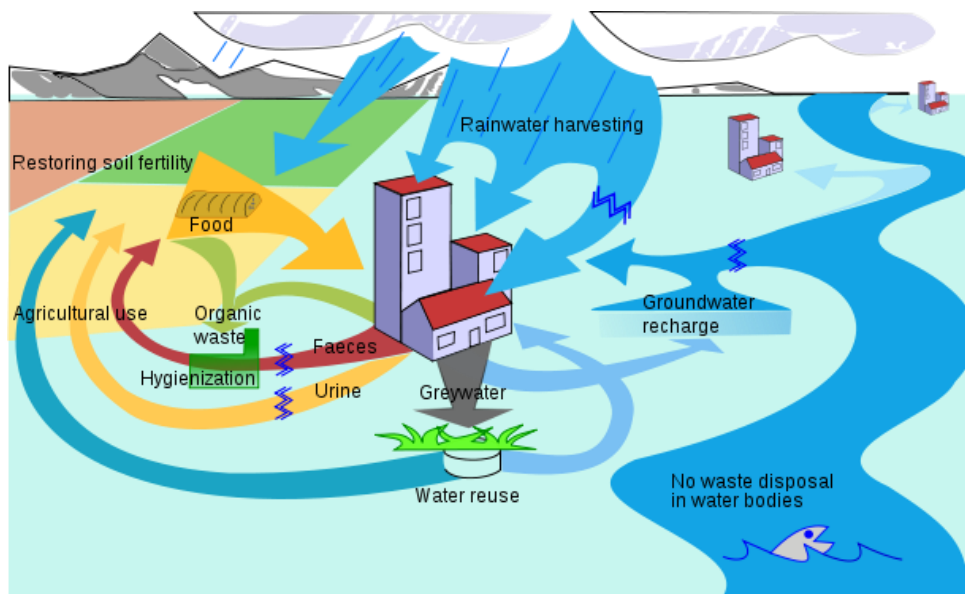 Rainwater harvesting
Restoring soil fertility
Food
Agricultural use
Organic
waste
Groundwater
recharge
Faeces
Hygienization
Urine
Greywater
Water reuse
No waste disposal
in water bodies